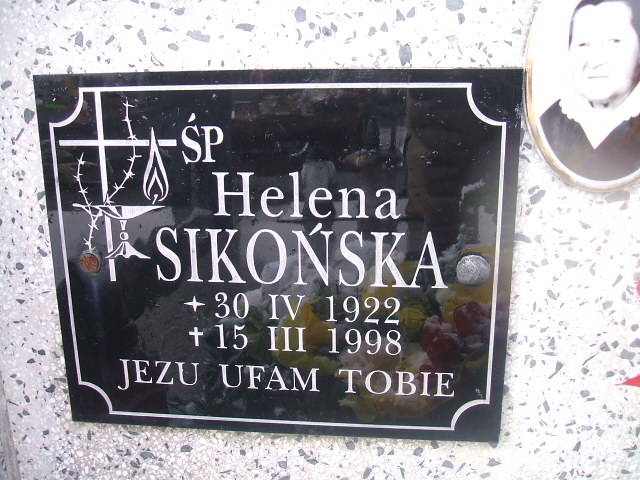 ŚP
Helena
SIKOŃSKA
✦ 30 IV 1922
✝ 15 III 1998
JEZU UFAM TOBIE